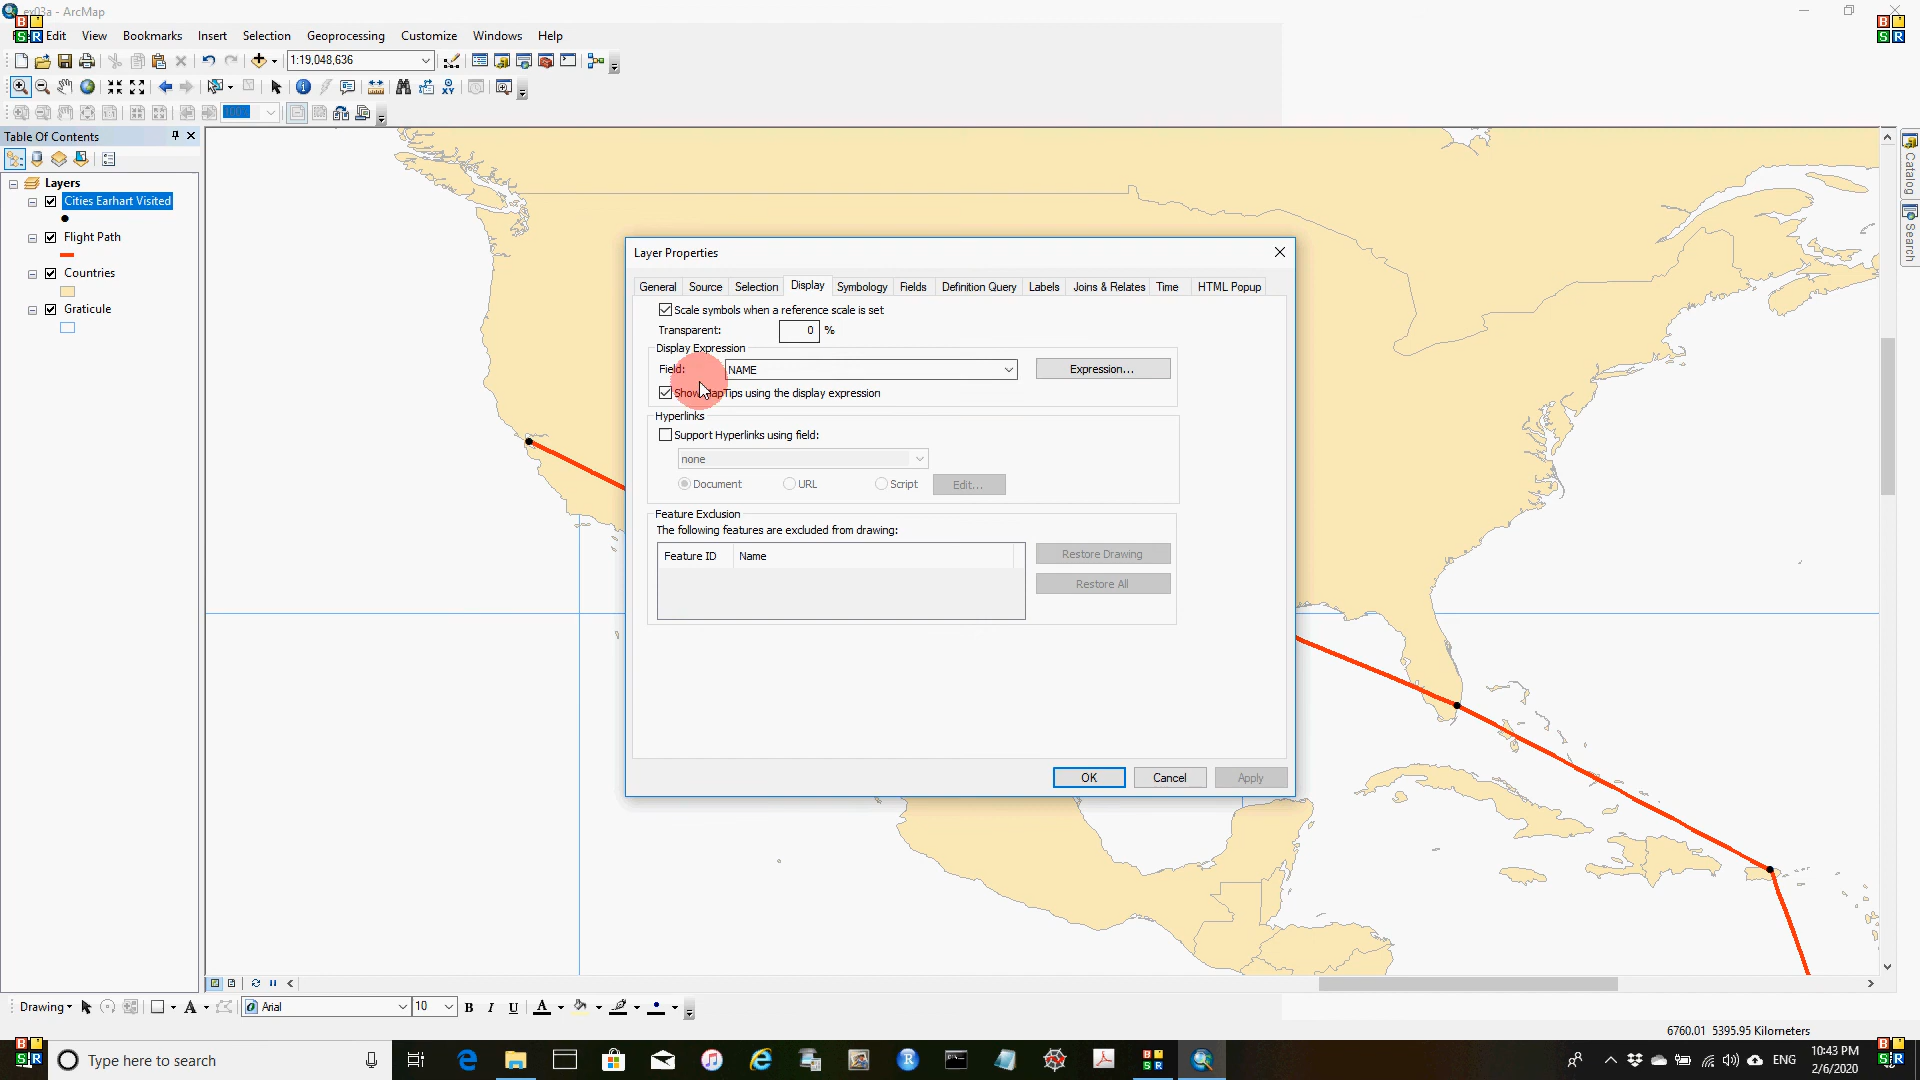 ex03a - ArcMap
Edit View Bookmarks Insert Selection Geoprocessing Customize Windows Help
1:19,048,636
100%
Table Of Contents
Layers
Cities Earhart Visited
Flight Path
Countries
Graticule
Catalog
Search
Layer Properties
General Source Selection Display Symbology Fields Definition Query Labels Joins & Relates Time HTML Popup
Scale symbols when a reference scale is set
Transparent: 0 %
Display Expression
Field: NAME Expression...
Show MapTips using the display expression
Hyperlinks
Support Hyperlinks using field:
none
Document URL Script Edit...
Feature Exclusion
The following features are excluded from drawing:
Feature ID Name
Restore Drawing
Restore All
OK Cancel Apply
Drawing Arial 10 B I U A
6760.01 5395.95 Kilometers
Type here to search
ENG
10:43 PM
2/6/2020